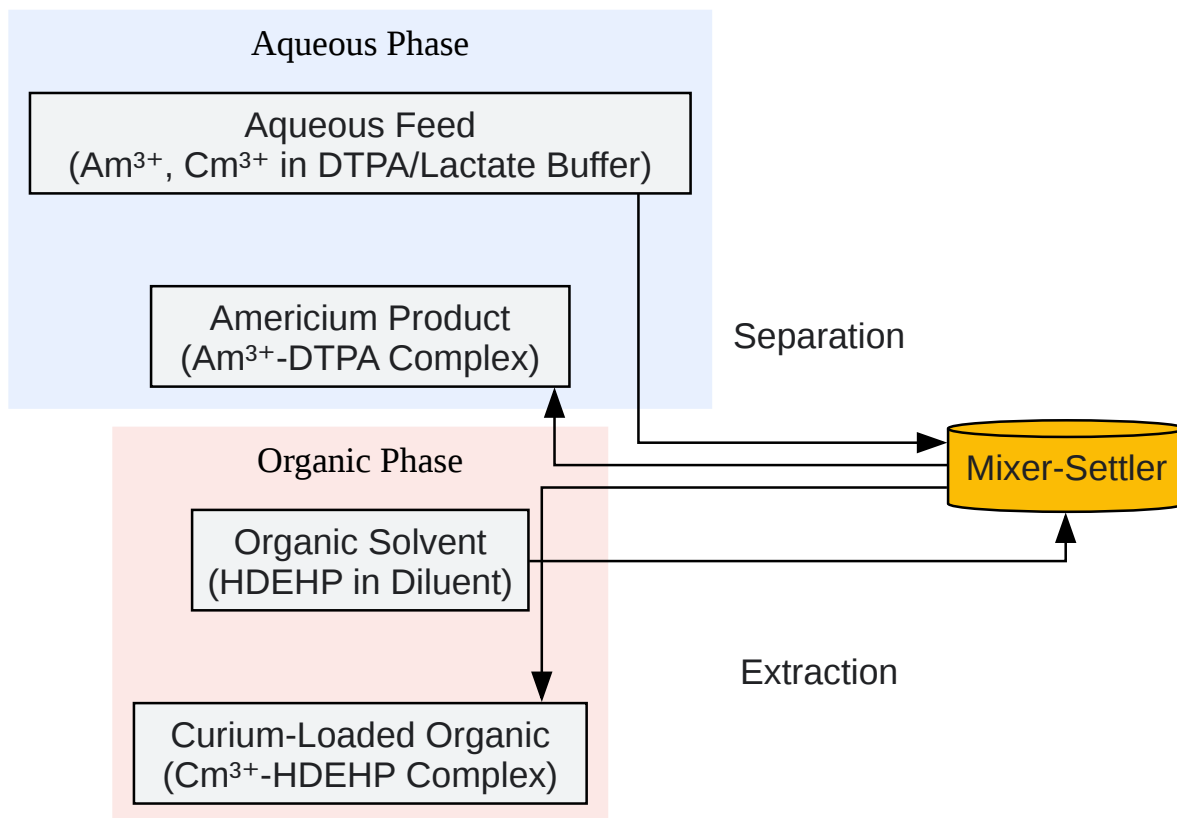 Aqueous Phase
Aqueous Feed
(Am³⁺, Cm³⁺ in DTPA/Lactate Buffer)
Americium Product
(Am³⁺-DTPA Complex)
Separation
Organic Phase
Mixer-Settler
Organic Solvent
(HDEHP in Diluent)
Extraction
Curium-Loaded Organic
(Cm³⁺-HDEHP Complex)